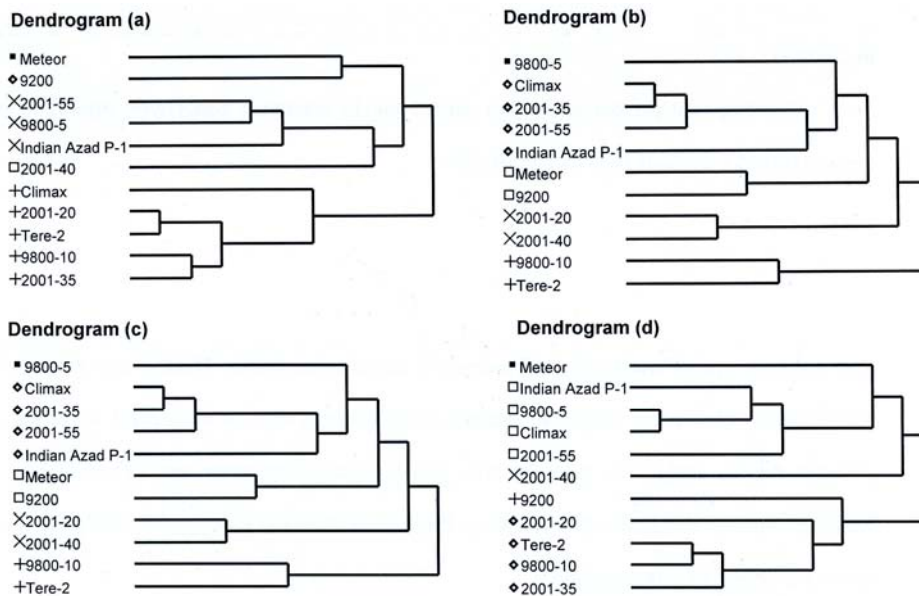 Dendrogram (a)
Meteor
9200
2001-55
9800-5
Indian Azad P-1
2001-40
Climax
2001-20
Tere-2
9800-10
2001-35
Dendrogram (b)
9800-5
Climax
2001-35
2001-55
Indian Azad P-1
Meteor
9200
2001-20
2001-40
9800-10
Tere-2
Dendrogram (c)
9800-5
Climax
2001-35
2001-55
Indian Azad P-1
Meteor
9200
2001-20
2001-40
9800-10
Tere-2
Dendrogram (d)
Meteor
Indian Azad P-1
9800-5
Climax
2001-55
2001-40
9200
2001-20
Tere-2
9800-10
2001-35